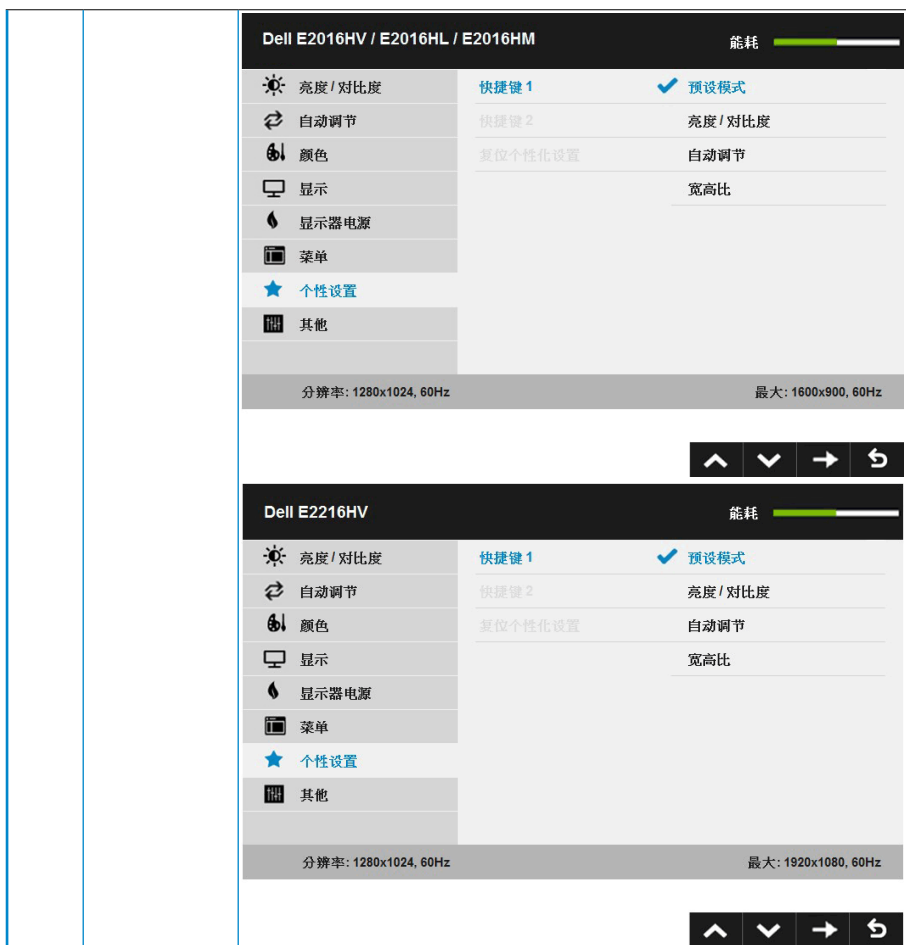 Dell E2016HV / E2016HL / E2016HM 能耗
亮度 / 对比度 快捷键 1 预设模式
自动调节 快捷键 2 亮度 / 对比度
颜色 复位个性化设置 自动调节
显示 宽高比
显示器电源
菜单
个性设置
其他
分辨率: 1280x1024, 60Hz 最大: 1600x900, 60Hz
Dell E2216HV 能耗
亮度 / 对比度 快捷键 1 预设模式
自动调节 快捷键 2 亮度 / 对比度
颜色 复位个性化设置 自动调节
显示 宽高比
显示器电源
菜单
个性设置
其他
分辨率: 1280x1024, 60Hz 最大: 1920x1080, 60Hz